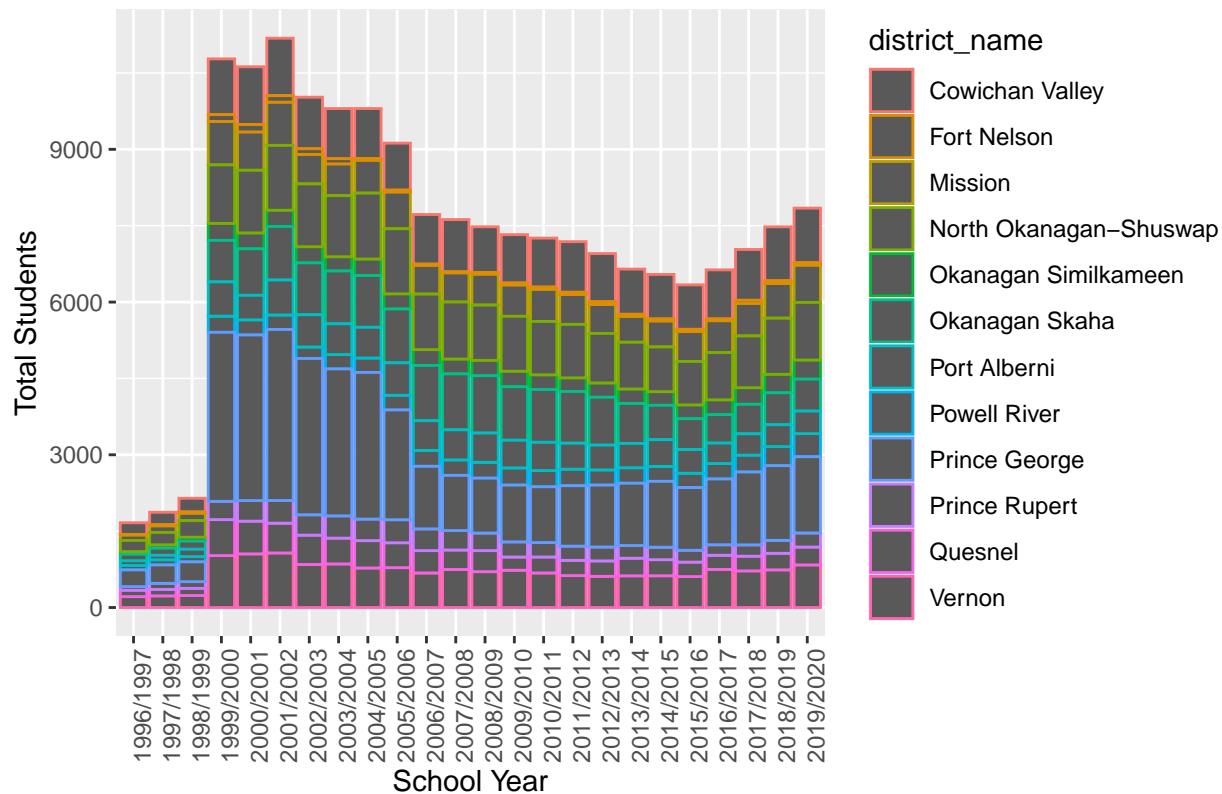 9000
6000
3000
0
Total Students
1996/1997
1997/1998
1998/1999
1999/2000
2000/2001
2001/2002
2002/2003
2003/2004
2004/2005
2005/2006
2006/2007
2007/2008
2008/2009
2009/2010
2010/2011
2011/2012
2012/2013
2013/2014
2014/2015
2015/2016
2016/2017
2017/2018
2018/2019
2019/2020
School Year
district_name
Cowichan Valley
Fort Nelson
Mission
North Okanagan−Shuswap
Okanagan Similkameen
Okanagan Skaha
Port Alberni
Powell River
Prince George
Prince Rupert
Quesnel
Vernon